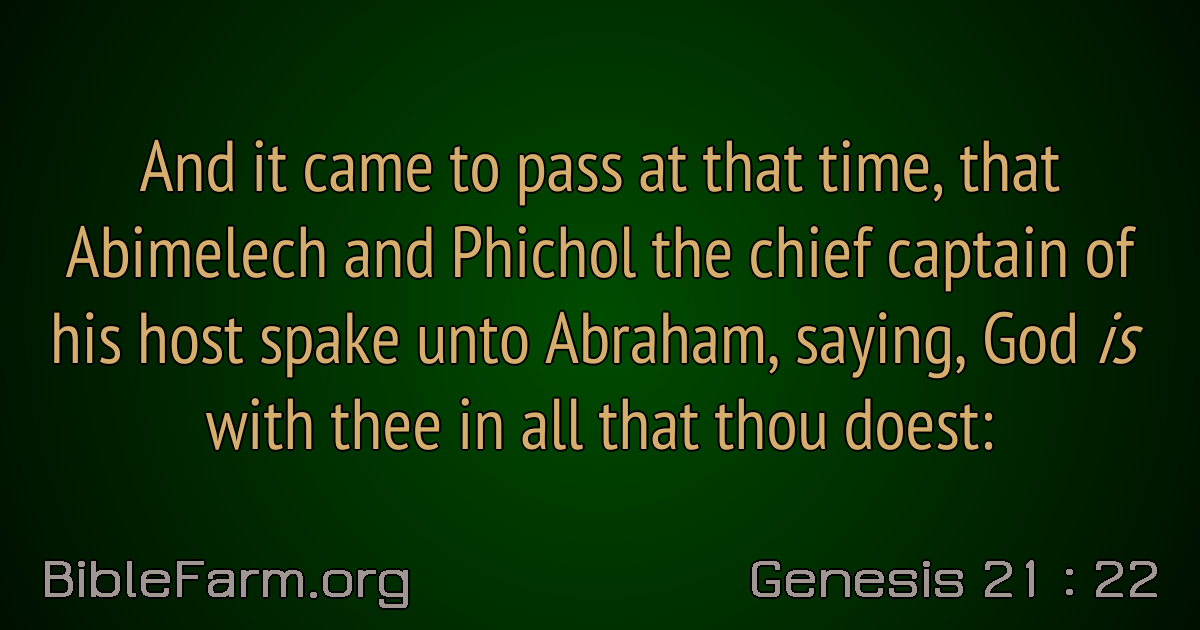 And it came to pass at that time, that
Abimelech and Phichol the chief captain of
his host spake unto Abraham, saying, God is
with thee in all that thou doest:
BibleFarm.org
Genesis 21 : 22